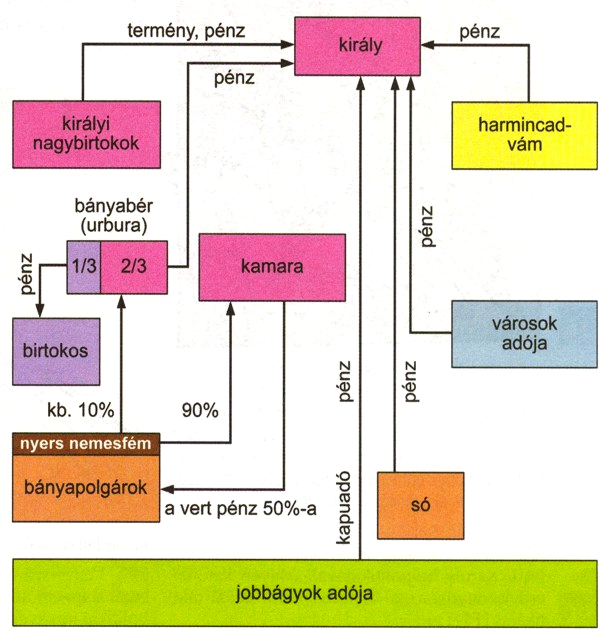 termény, pénz
király
pénz
pénz
királyi
nagybirtokok
harmincad-
vám
bányabér
(urbura)
1/3
2/3
kamara
pénz
pénz
birtokos
városok
adója
kb. 10%
90%
pénz
pénz
nyers nemesfém
bányapolgárok
a vert pénz 50%-a
kapuadó
só
jobbágyok adója